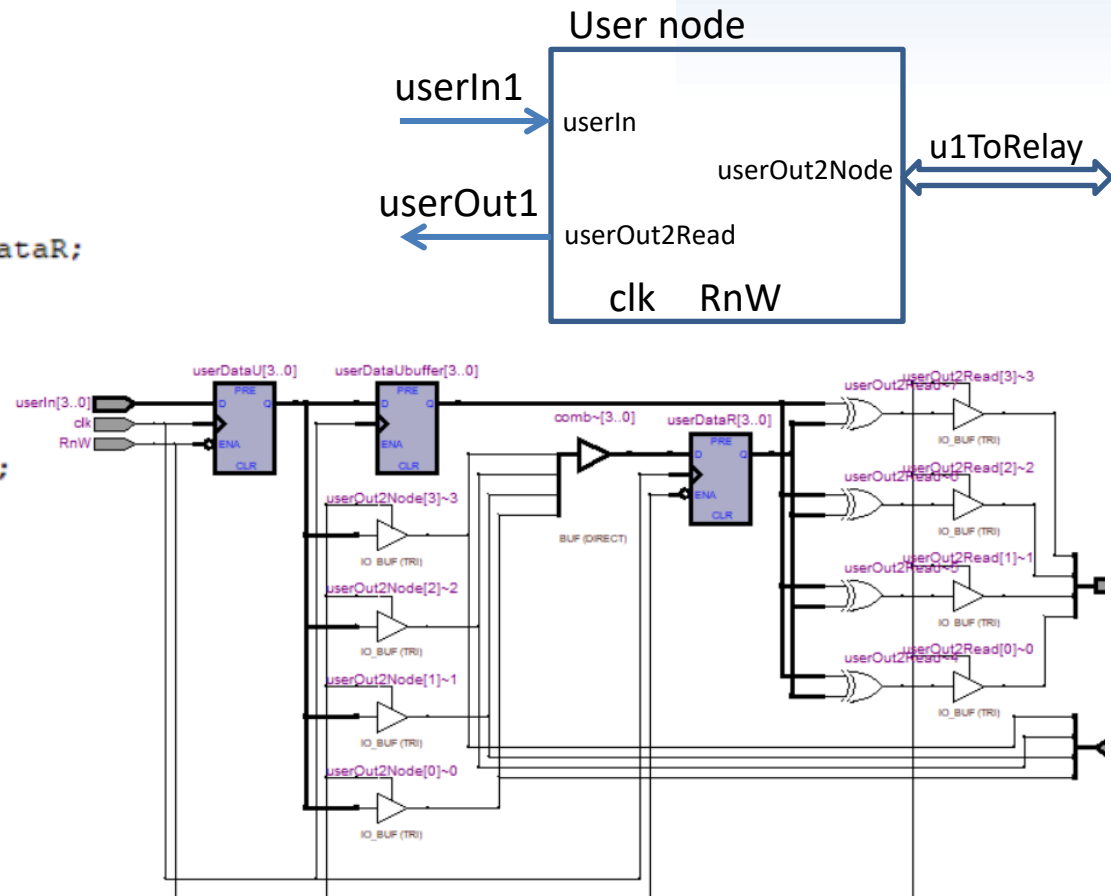 User node
userIn1
userIn
u1ToRelay
userOut2Node
userOut1
userOut2Read
clk RnW
ataR;
;
userDataU[3..0]
userDataUbuffer[3..0]
userIn[3..0]
clk
RnW
PRE
D Q
ENA
CLR
PRE
D Q
ENA
CLR
comb~[3..0]
BUF (DIRECT)
userDataR[3..0]
PRE
D Q
ENA
CLR
userOut2Node[3]~3
IO_BUF (TRI)
userOut2Node[2]~2
IO_BUF (TRI)
userOut2Node[1]~1
IO_BUF (TRI)
userOut2Node[0]~0
IO_BUF (TRI)
userOut2Read[3]~3
IO_BUF (TRI)
userOut2Read[2]~2
IO_BUF (TRI)
userOut2Read[1]~1
IO_BUF (TRI)
userOut2Read[0]~0
IO_BUF (TRI)